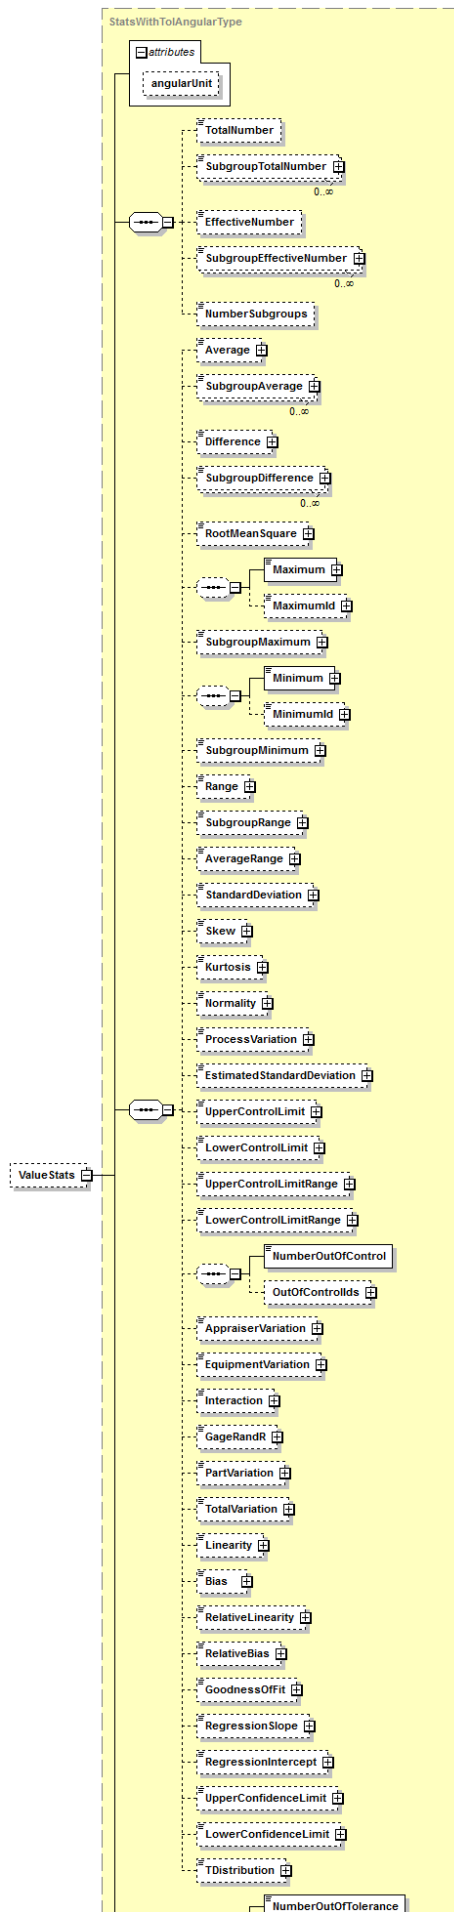 StatsWithTolAngularType
attributes
angularUnit
TotalNumber
SubgroupTotalNumber
0..∞
EffectiveNumber
SubgroupEffectiveNumber
0..∞
NumberSubgroups
Average
SubgroupAverage
0..∞
Difference
SubgroupDifference
0..∞
RootMeanSquare
Maximum
MaximumId
SubgroupMaximum
Minimum
MinimumId
SubgroupMinimum
Range
SubgroupRange
AverageRange
StandardDeviation
Skew
Kurtosis
Normality
ProcessVariation
EstimatedStandardDeviation
UpperControlLimit
LowerControlLimit
ValueStats
UpperControlLimitRange
LowerControlLimitRange
NumberOutOfControl
OutOfControlIds
AppraiserVariation
EquipmentVariation
Interaction
GageRandR
PartVariation
TotalVariation
Linearity
Bias
RelativeLinearity
RelativeBias
GoodnessOfFit
RegressionSlope
RegressionIntercept
UpperConfidenceLimit
LowerConfidenceLimit
TDistribution
NumberOutOfTolerance